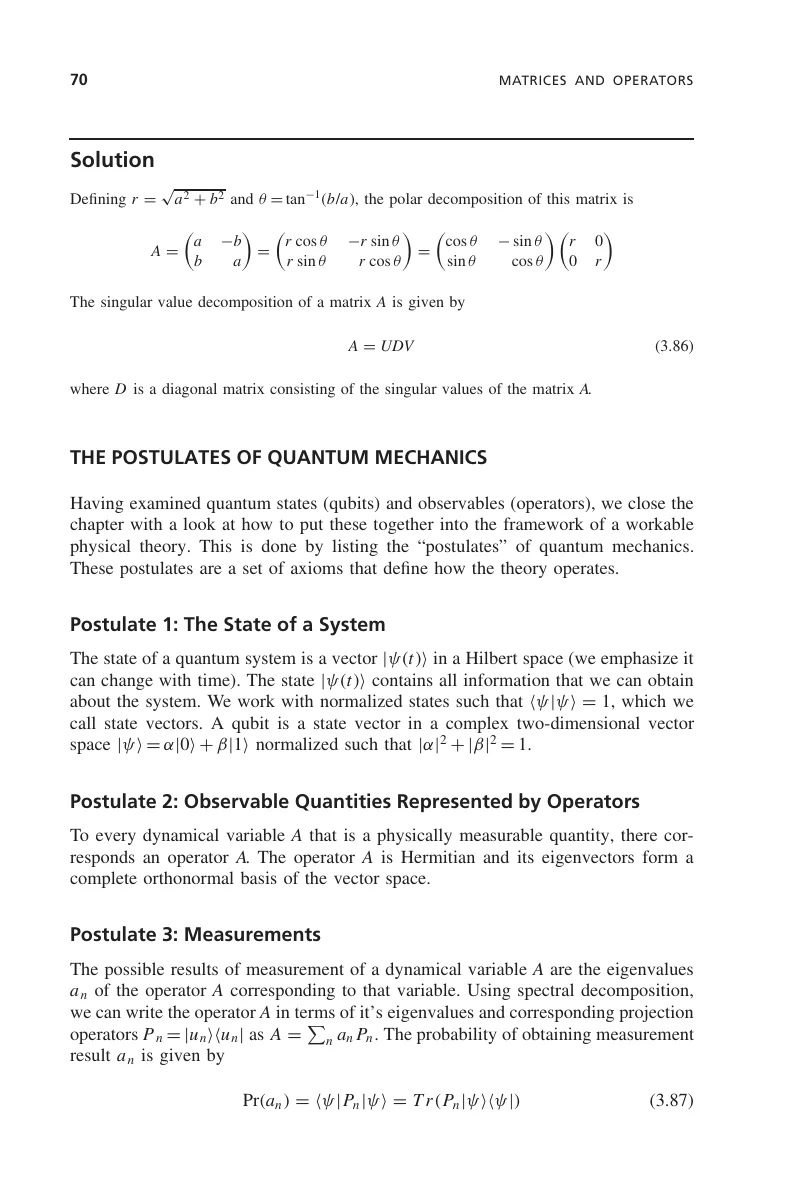 70 MATRICES AND OPERATORS
Solution
Defining r = √a² + b² and θ = tan⁻¹(b/a), the polar decomposition of this matrix is
A = (a −b; b a) = (r cos θ −r sin θ; r sin θ r cos θ) = (cos θ − sin θ; sin θ cos θ) (r 0; 0 r)
The singular value decomposition of a matrix A is given by
A = UDV (3.86)
where D is a diagonal matrix consisting of the singular values of the matrix A.
THE POSTULATES OF QUANTUM MECHANICS
Having examined quantum states (qubits) and observables (operators), we close the
chapter with a look at how to put these together into the framework of a workable
physical theory. This is done by listing the “postulates” of quantum mechanics.
These postulates are a set of axioms that define how the theory operates.
Postulate 1: The State of a System
The state of a quantum system is a vector |ψ(t)⟩ in a Hilbert space (we emphasize it
can change with time). The state |ψ(t)⟩ contains all information that we can obtain
about the system. We work with normalized states such that ⟨ψ|ψ⟩ = 1, which we
call state vectors. A qubit is a state vector in a complex two-dimensional vector
space |ψ⟩ = α|0⟩ + β|1⟩ normalized such that |α|² + |β|² = 1.
Postulate 2: Observable Quantities Represented by Operators
To every dynamical variable A that is a physically measurable quantity, there cor-
responds an operator A. The operator A is Hermitian and its eigenvectors form a
complete orthonormal basis of the vector space.
Postulate 3: Measurements
The possible results of measurement of a dynamical variable A are the eigenvalues
aₙ of the operator A corresponding to that variable. Using spectral decomposition,
we can write the operator A in terms of it’s eigenvalues and corresponding projection
operators Pₙ = |uₙ⟩⟨uₙ| as A = ∑ₙ aₙPₙ. The probability of obtaining measurement
result aₙ is given by
Pr(aₙ) = ⟨ψ|Pₙ|ψ⟩ = Tr(Pₙ|ψ⟩⟨ψ|) (3.87)